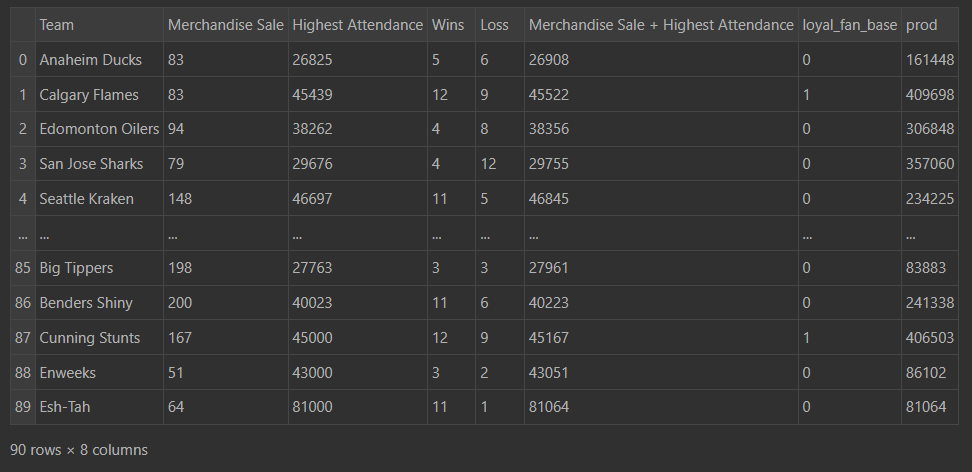 Team Merchandise Sale Highest Attendance Wins Loss Merchandise Sale + Highest Attendance loyal_fan_base prod
0 Anaheim Ducks 83 26825 5 6 26908 0 161448
1 Calgary Flames 83 45439 12 9 45522 1 409698
2 Edomonton Oilers 94 38262 4 8 38356 0 306848
3 San Jose Sharks 79 29676 4 12 29755 0 357060
4 Seattle Kraken 148 46697 11 5 46845 0 234225
... ... ... ... ... ... ... ... ...
85 Big Tippers 198 27763 3 3 27961 0 83883
86 Benders Shiny 200 40023 11 6 40223 0 241338
87 Cunning Stunts 167 45000 12 9 45167 1 406503
88 Enweeks 51 43000 3 2 43051 0 86102
89 Esh-Tah 64 81000 11 1 81064 0 81064
90 rows × 8 columns